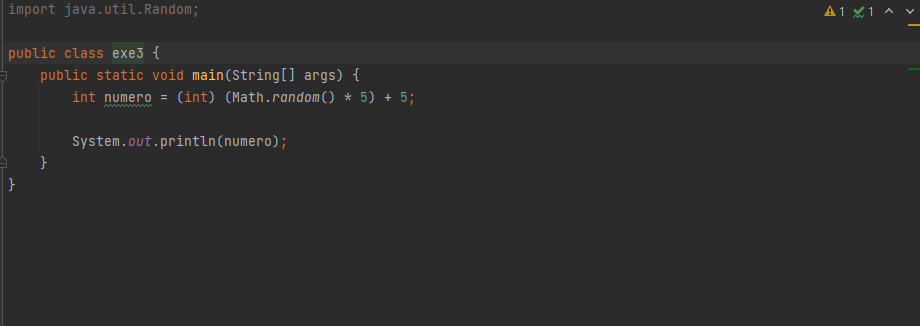 import java.util.Random;
1 1
public class exe3 {
public static void main(String[] args) {
int numero = (int) (Math.random() * 5) + 5;
System.out.println(numero);
}
}